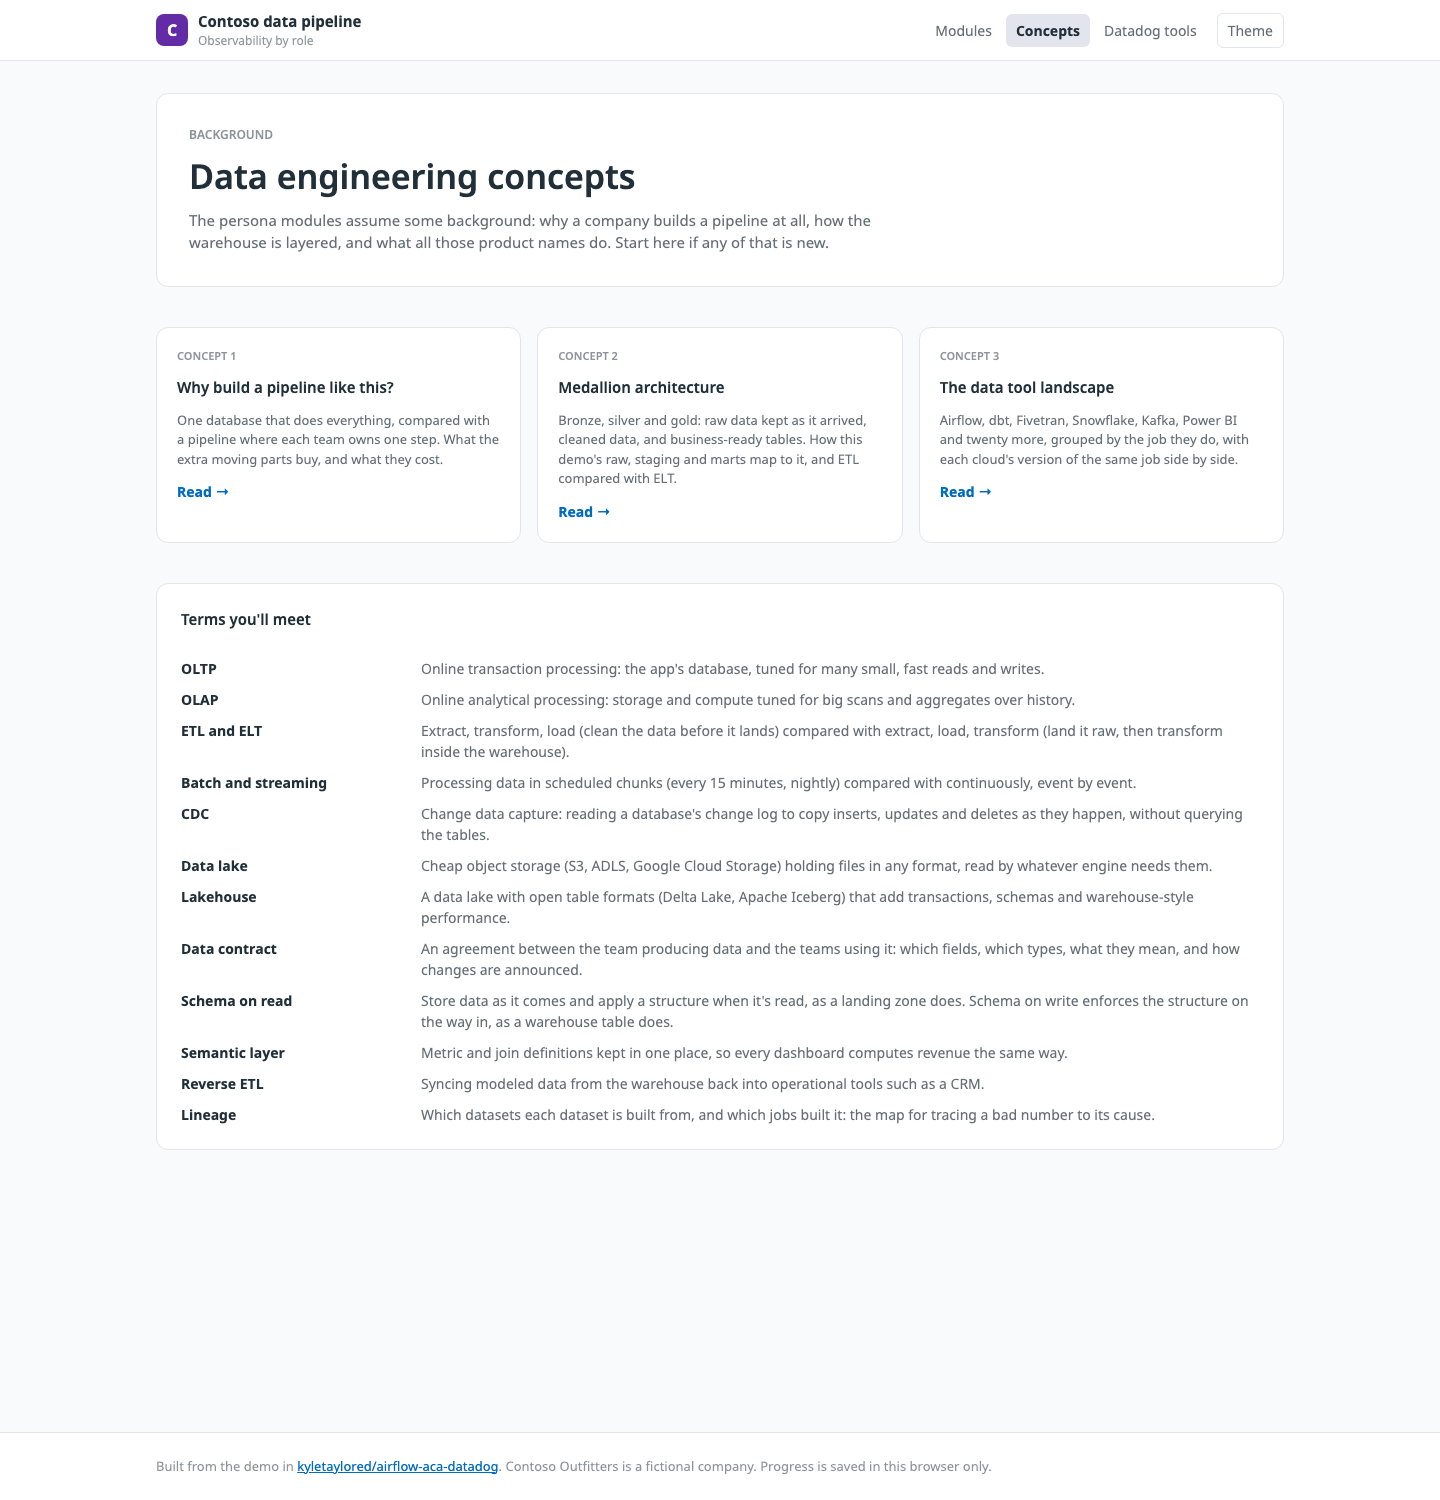 C
Contoso data pipeline
Observability by role
Modules
Concepts
Datadog tools
Theme
BACKGROUND
Data engineering concepts
The persona modules assume some background: why a company builds a pipeline at all, how the
warehouse is layered, and what all those product names do. Start here if any of that is new.
CONCEPT 1
Why build a pipeline like this?
One database that does everything, compared with
a pipeline where each team owns one step. What the
extra moving parts buy, and what they cost.
Read →
CONCEPT 2
Medallion architecture
Bronze, silver and gold: raw data kept as it arrived,
cleaned data, and business-ready tables. How this
demo's raw, staging and marts map to it, and ETL
compared with ELT.
Read →
CONCEPT 3
The data tool landscape
Airflow, dbt, Fivetran, Snowflake, Kafka, Power BI
and twenty more, grouped by the job they do, with
each cloud's version of the same job side by side.
Read →
Terms you'll meet
OLTP
Online transaction processing: the app's database, tuned for many small, fast reads and writes.
OLAP
Online analytical processing: storage and compute tuned for big scans and aggregates over history.
ETL and ELT
Extract, transform, load (clean the data before it lands) compared with extract, load, transform (land it raw, then transform
inside the warehouse).
Batch and streaming
Processing data in scheduled chunks (every 15 minutes, nightly) compared with continuously, event by event.
CDC
Change data capture: reading a database's change log to copy inserts, updates and deletes as they happen, without querying
the tables.
Data lake
Cheap object storage (S3, ADLS, Google Cloud Storage) holding files in any format, read by whatever engine needs them.
Lakehouse
A data lake with open table formats (Delta Lake, Apache Iceberg) that add transactions, schemas and warehouse-style
performance.
Data contract
An agreement between the team producing data and the teams using it: which fields, which types, what they mean, and how
changes are announced.
Schema on read
Store data as it comes and apply a structure when it's read, as a landing zone does. Schema on write enforces the structure on
the way in, as a warehouse table does.
Semantic layer
Metric and join definitions kept in one place, so every dashboard computes revenue the same way.
Reverse ETL
Syncing modeled data from the warehouse back into operational tools such as a CRM.
Lineage
Which datasets each dataset is built from, and which jobs built it: the map for tracing a bad number to its cause.
Built from the demo in kyletaylored/airflow-aca-datadog. Contoso Outfitters is a fictional company. Progress is saved in this browser only.